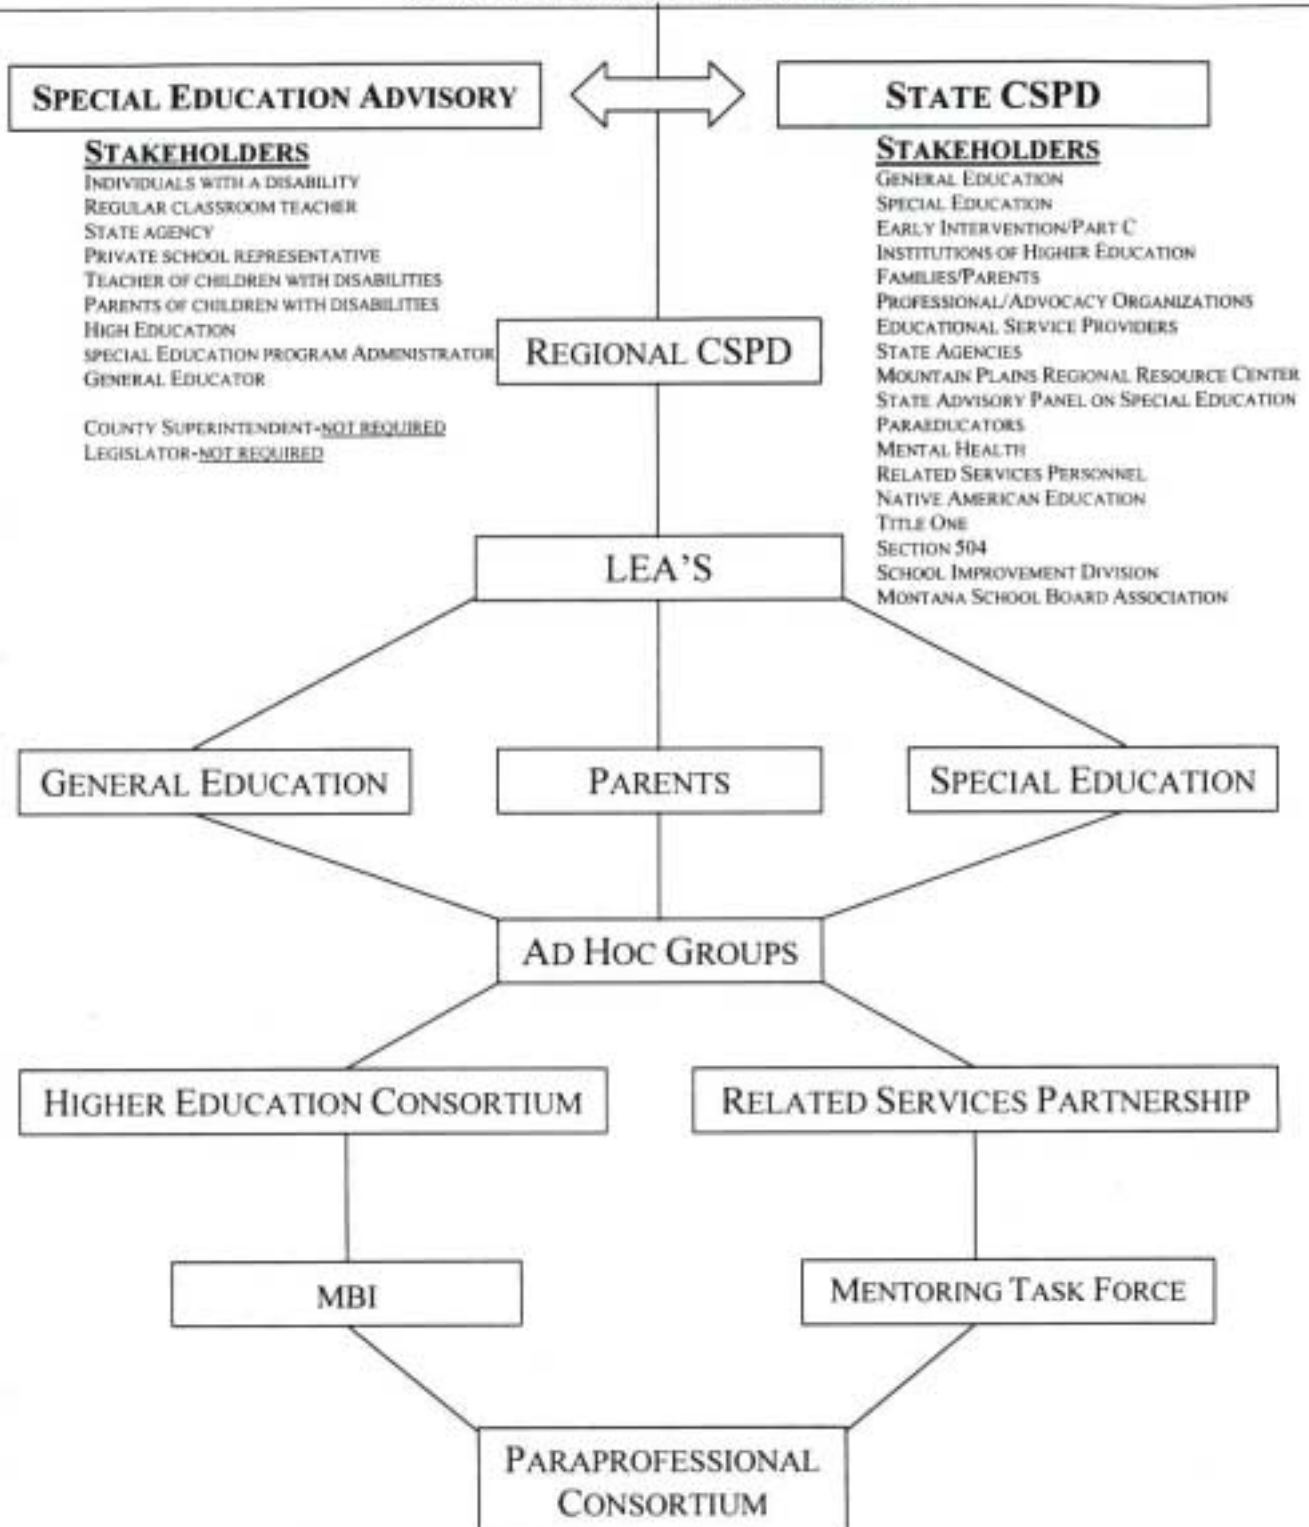 SPECIAL EDUCATION ADVISORY
STAKEHOLDERS
INDIVIDUALS WITH A DISABILITY
REGULAR CLASSROOM TEACHER
STATE AGENCY
PRIVATE SCHOOL REPRESENTATIVE
TEACHER OF CHILDREN WITH DISABILITIES
PARENTS OF CHILDREN WITH DISABILITIES
HIGH EDUCATION
SPECIAL EDUCATION PROGRAM ADMINISTRATOR
GENERAL EDUCATOR
COUNTY SUPERINTENDENT-NOT REQUIRED
LEGISLATOR-NOT REQUIRED
STATE CSPD
STAKEHOLDERS
GENERAL EDUCATION
SPECIAL EDUCATION
EARLY INTERVENTION/PART C
INSTITUTIONS OF HIGHER EDUCATION
FAMILIES/PARENTS
PROFESSIONAL/ADVOCACY ORGANIZATIONS
EDUCATIONAL SERVICE PROVIDERS
STATE AGENCIES
MOUNTAIN PLAINS REGIONAL RESOURCE CENTER
STATE ADVISORY PANEL ON SPECIAL EDUCATION
PARAEDUCATORS
MENTAL HEALTH
RELATED SERVICES PERSONNEL
NATIVE AMERICAN EDUCATION
TITLE ONE
SECTION 504
SCHOOL IMPROVEMENT DIVISION
MONTANA SCHOOL BOARD ASSOCIATION
REGIONAL CSPD
LEA'S
GENERAL EDUCATION
PARENTS
SPECIAL EDUCATION
AD HOC GROUPS
HIGHER EDUCATION CONSORTIUM
RELATED SERVICES PARTNERSHIP
MBI
MENTORING TASK FORCE
PARAPROFESSIONAL
CONSORTIUM